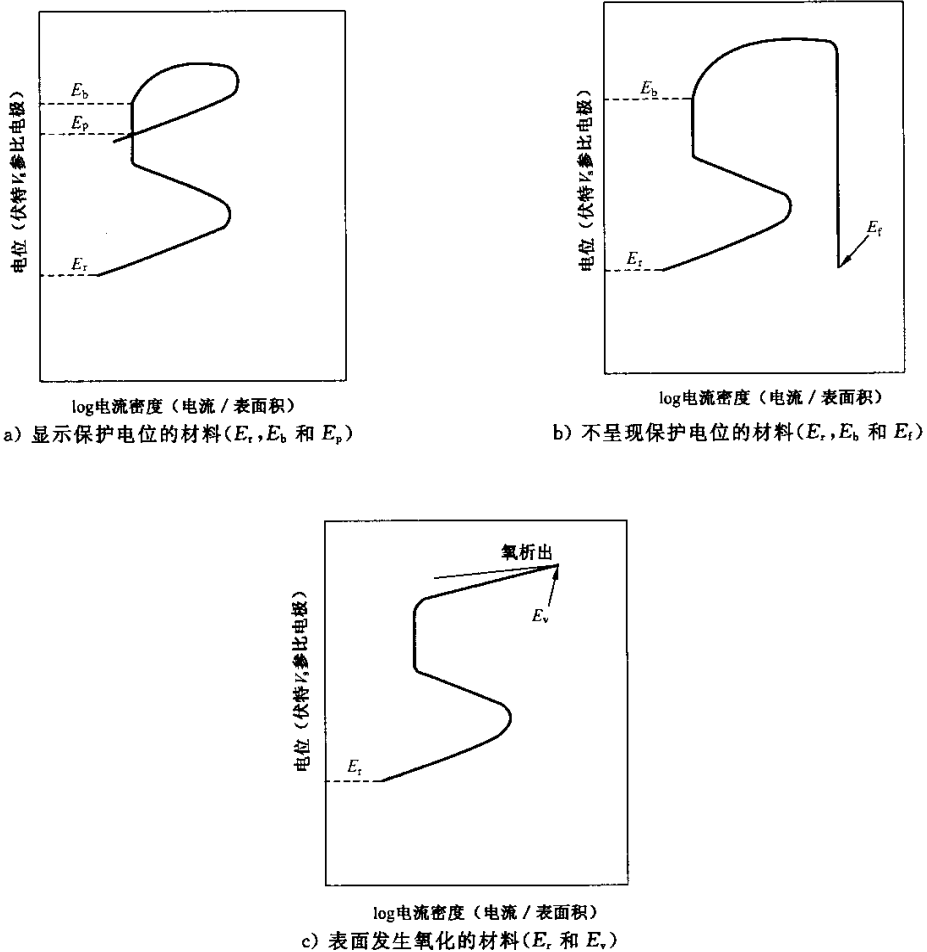 电位（伏特Vs参比电极）
Eb
Ep
Er
log电流密度（电流/表面积）
a）显示保护电位的材料(Er,Eb 和 Ep)
电位（伏特Vs参比电极）
Eb
Er
Ef
log电流密度（电流/表面积）
b）不呈现保护电位的材料(Er,Eb 和 Ef)
电位（伏特Vs参比电极）
氧析出
Ev
Er
log电流密度（电流/表面积）
c）表面发生氧化的材料(Er 和 Ev)